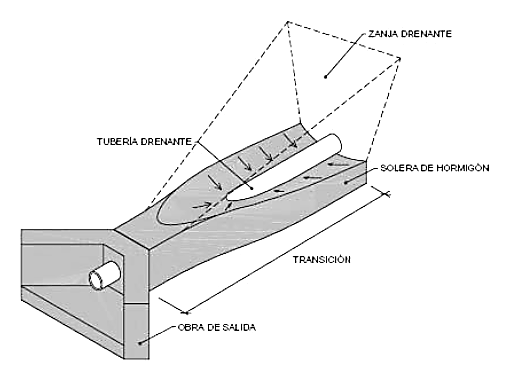 ZANJA DRENANTE
TUBERÍA DRENANTE
SOLERA DE HORMIGÓN
TRANSICIÓN
OBRA DE SALIDA